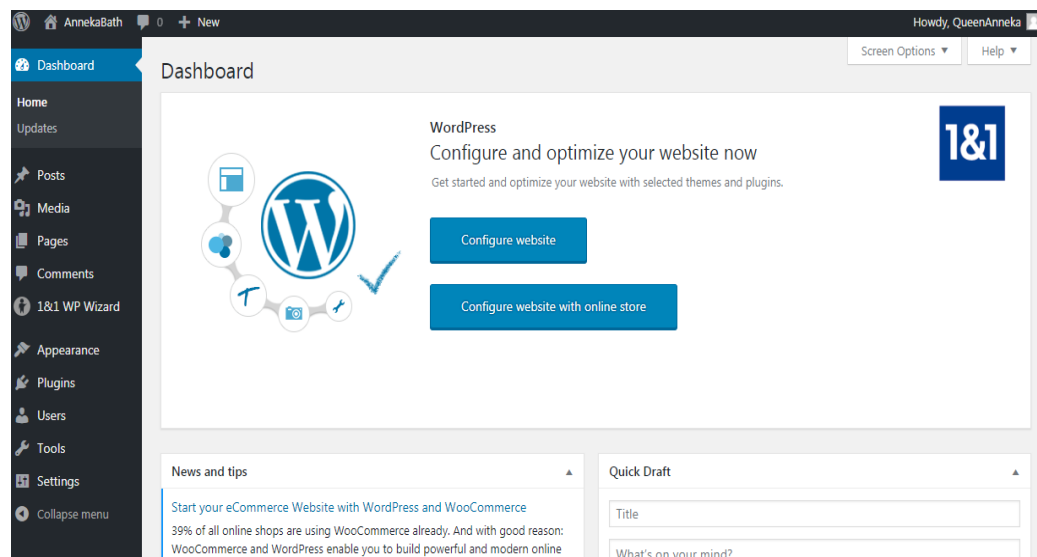 AnnekaBath 0 + New Howdy, QueenAnneka
Screen Options ▼ Help ▼
Dashboard
Home
Updates
Posts
Media
Pages
Comments
1&1 WP Wizard
Appearance
Plugins
Users
Tools
Settings
Collapse menu
Dashboard
WordPress
Configure and optimize your website now
Get started and optimize your website with selected themes and plugins.
Configure website
Configure website with online store
1&1
News and tips
Start your eCommerce Website with WordPress and WooCommerce
39% of all online shops are using WooCommerce already. And with good reason:
WooCommerce and WordPress enable you to build powerful and modern online
Quick Draft
Title
What's on your mind?